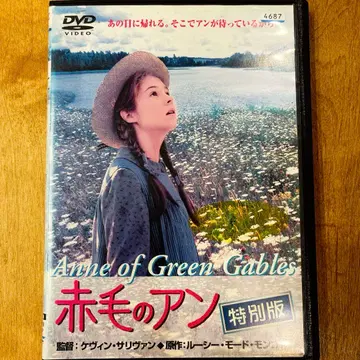 DVD
VIDEO
4687
あの日に帰れる。そこでアンが待っているから。
Anne of Green Gables
赤毛のアン
特別版
監督:ケヴィン・サリヴァン◆原作:ルーシー・モード・モン